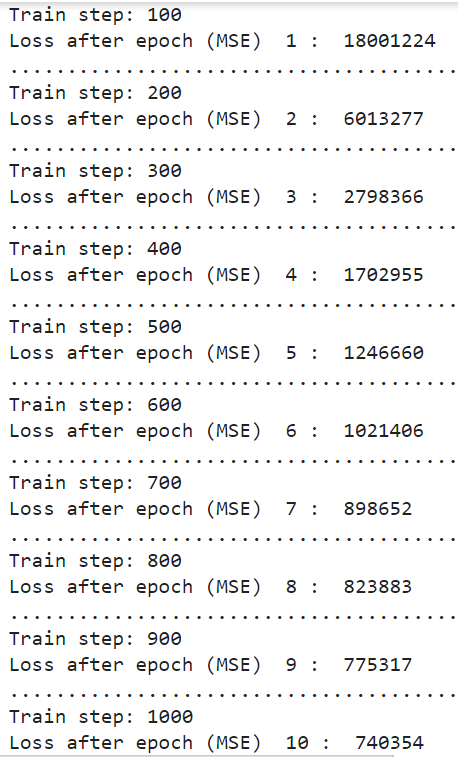 Train step: 100
Loss after epoch (MSE)  1 :  18001224
.......................................
Train step: 200
Loss after epoch (MSE)  2 :  6013277
.......................................
Train step: 300
Loss after epoch (MSE)  3 :  2798366
.......................................
Train step: 400
Loss after epoch (MSE)  4 :  1702955
.......................................
Train step: 500
Loss after epoch (MSE)  5 :  1246660
.......................................
Train step: 600
Loss after epoch (MSE)  6 :  1021406
.......................................
Train step: 700
Loss after epoch (MSE)  7 :  898652
.......................................
Train step: 800
Loss after epoch (MSE)  8 :  823883
.......................................
Train step: 900
Loss after epoch (MSE)  9 :  775317
.......................................
Train step: 1000
Loss after epoch (MSE)  10 :  740354